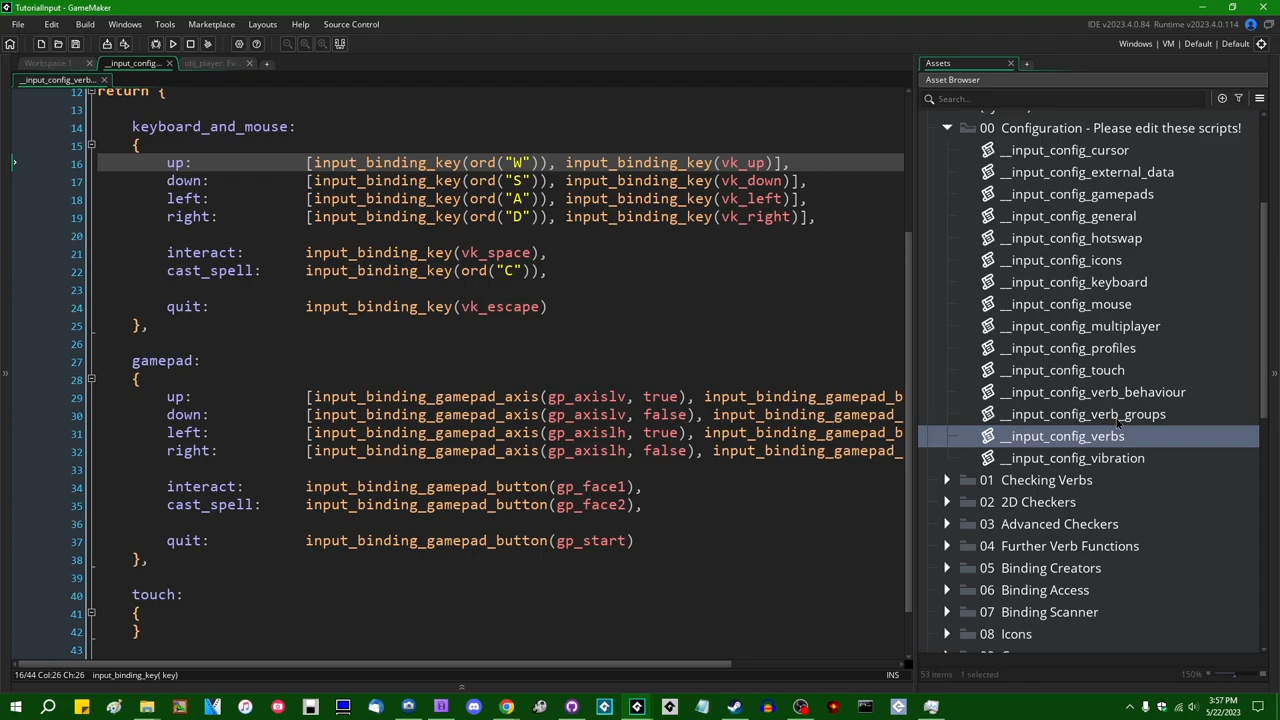 TutorialInput - GameMaker
File Edit Build Windows Tools Marketplace Layouts Help Source Control
IDE v2023.4.0.84 Runtime v2023.4.0.114
Windows | VM | Default | Default
Workspace 1
__input_config...
obj_player: Ev...
__input_config_verb...
12 return {
13
14 keyboard_and_mouse:
15 {
16 up: [input_binding_key(ord("W")), input_binding_key(vk_up)],
17 down: [input_binding_key(ord("S")), input_binding_key(vk_down)],
18 left: [input_binding_key(ord("A")), input_binding_key(vk_left)],
19 right: [input_binding_key(ord("D")), input_binding_key(vk_right)],
20
21 interact: input_binding_key(vk_space),
22 cast_spell: input_binding_key(ord("C")),
23
24 quit: input_binding_key(vk_escape)
25 },
26
27 gamepad:
28 {
29 up: [input_binding_gamepad_axis(gp_axislv, true), input_binding_gamepad_b
30 down: [input_binding_gamepad_axis(gp_axislv, false), input_binding_gamepad_
31 left: [input_binding_gamepad_axis(gp_axislh, true), input_binding_gamepad_b
32 right: [input_binding_gamepad_axis(gp_axislh, false), input_binding_gamepad_
33
34 interact: input_binding_gamepad_button(gp_face1),
35 cast_spell: input_binding_gamepad_button(gp_face2),
36
37 quit: input_binding_gamepad_button(gp_start)
38 },
39
40 touch:
41 {
42 }
43
16/44 Col:26 Ch:26 input_binding_key( key) INS
Assets
Asset Browser
Search...
00 Configuration - Please edit these scripts!
__input_config_cursor
__input_config_external_data
__input_config_gamepads
__input_config_general
__input_config_hotswap
__input_config_icons
__input_config_keyboard
__input_config_mouse
__input_config_multiplayer
__input_config_profiles
__input_config_touch
__input_config_verb_behaviour
__input_config_verb_groups
__input_config_verbs
__input_config_vibration
01 Checking Verbs
02 2D Checkers
03 Advanced Checkers
04 Further Verb Functions
05 Binding Creators
06 Binding Access
07 Binding Scanner
08 Icons
53 items 1 selected
150%
3:57 PM
5/22/2023